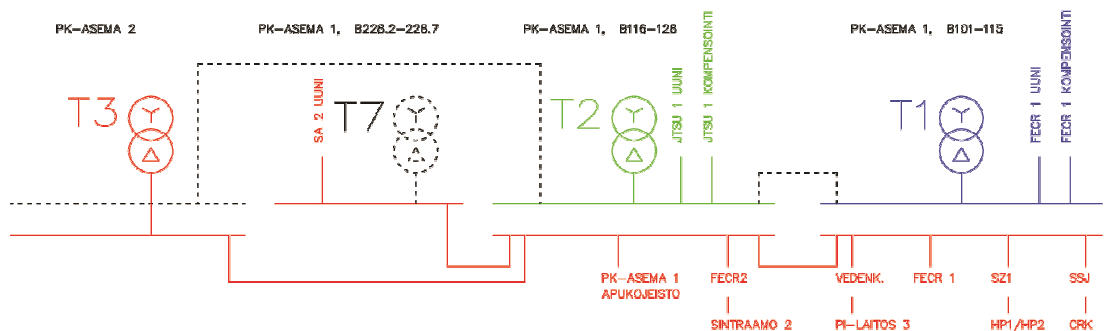 PK-ASEMA 2
PK-ASEMA 1, B228.2-228.7
PK-ASEMA 1, B116-128
PK-ASEMA 1, B101-115
T3
SA 2 UUNI
T7
T2
JTSU 1 UUNI
JTSU 1 KOMPENSOINTI
T1
FECR 1 UUNI
FECR 1 KOMPENSOINTI
PK-ASEMA 1
APUKOJEISTO
FECR2
VEDENK.
FECR 1
SZ1
SSJ
SINTRAAMO 2
PI-LAITOS 3
HP1/HP2
CRK